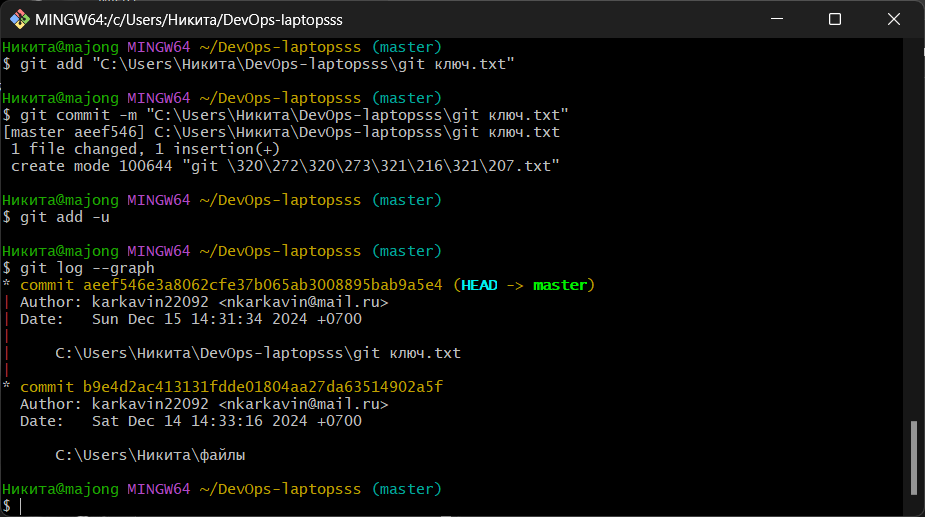 MINGW64:/c/Users/Никита/DevOps-laptopsss
Никита@majong MINGW64 ~/DevOps-laptopsss (master)
$ git add "C:\Users\Никита\DevOps-laptopsss\git ключ.txt"
Никита@majong MINGW64 ~/DevOps-laptopsss (master)
$ git commit -m "C:\Users\Никита\DevOps-laptopsss\git ключ.txt"
[master aeef546] C:\Users\Никита\DevOps-laptopsss\git ключ.txt
1 file changed, 1 insertion(+)
create mode 100644 "git \320\272\320\273\321\216\321\207.txt"
Никита@majong MINGW64 ~/DevOps-laptopsss (master)
$ git add -u
Никита@majong MINGW64 ~/DevOps-laptopsss (master)
$ git log --graph
* commit aeef546e3a8062cfe37b065ab3008895bab9a5e4 (HEAD -> master)
| Author: karkavin22092 <nkarkavin@mail.ru>
| Date:   Sun Dec 15 14:31:34 2024 +0700
|
|     C:\Users\Никита\DevOps-laptopsss\git ключ.txt
|
* commit b9e4d2ac413131fdde01804aa27da63514902a5f
Author: karkavin22092 <nkarkavin@mail.ru>
Date:   Sat Dec 14 14:33:16 2024 +0700
C:\Users\Никита\файлы
Никита@majong MINGW64 ~/DevOps-laptopsss (master)
$